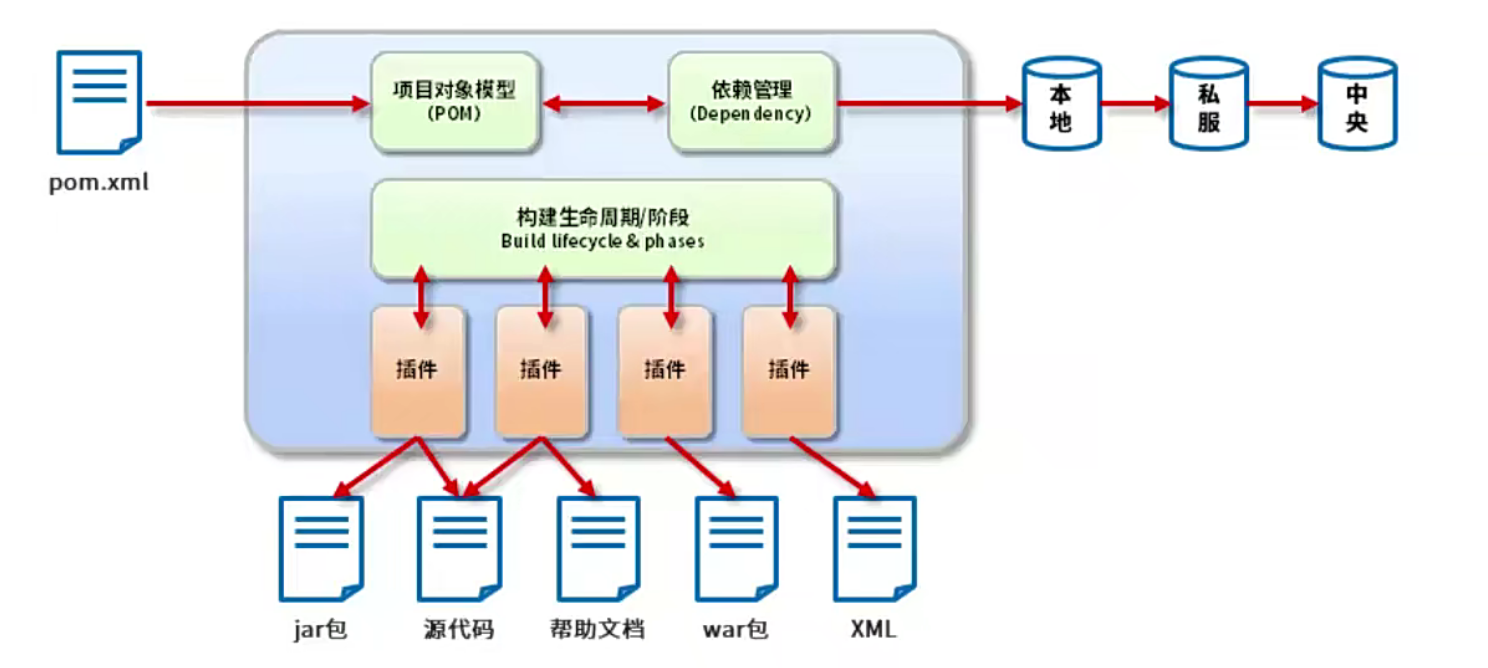 pom.xml
项目对象模型
(POM)
依赖管理
(Dependency)
本
地
私
服
中
央
构建生命周期/阶段
Build lifecycle & phases
插件
插件
插件
插件
jar包
源代码
帮助文档
war包
XML